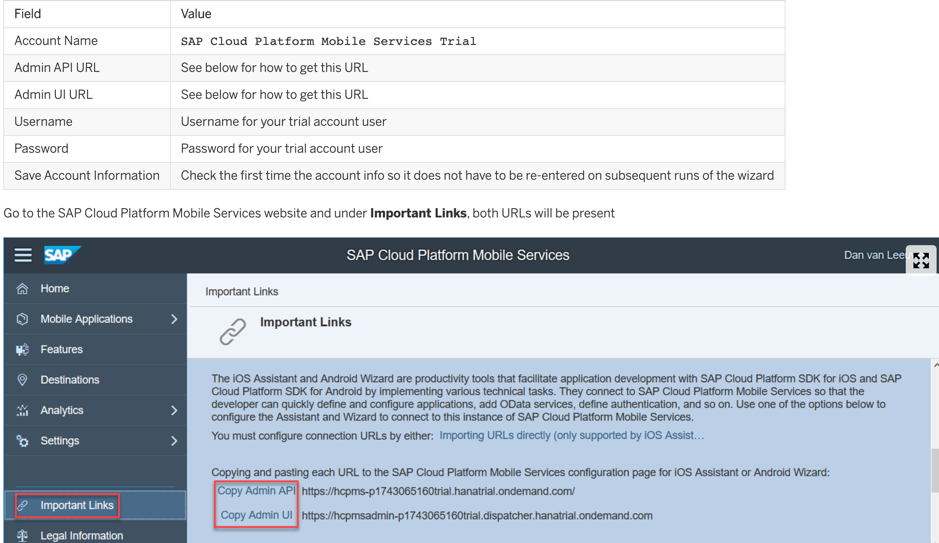 Field Value
Account Name SAP Cloud Platform Mobile Services Trial
Admin API URL See below for how to get this URL
Admin UI URL See below for how to get this URL
Username Username for your trial account user
Password Password for your trial account user
Save Account Information Check the first time the account info so it does not have to be re-entered on subsequent runs of the wizard
Go to the SAP Cloud Platform Mobile Services website and under Important Links, both URLs will be present
SAP SAP Cloud Platform Mobile Services Dan van Lee
Home
Mobile Applications
Features
Destinations
Analytics
Settings
Important Links
Legal Information
Important Links
Important Links
The iOS Assistant and Android Wizard are productivity tools that facilitate application development with SAP Cloud Platform SDK for iOS and SAP
Cloud Platform SDK for Android by implementing various technical tasks. They connect to SAP Cloud Platform Mobile Services so that the
developer can quickly define and configure applications, add OData services, define authentication, and so on. Use one of the options below to
configure the Assistant and Wizard to connect to this instance of SAP Cloud Platform Mobile Services.
You must configure connection URLs by either: Importing URLs directly (only supported by iOS Assist…
Copying and pasting each URL to the SAP Cloud Platform Mobile Services configuration page for iOS Assistant or Android Wizard:
Copy Admin API https://hcpms-p1743065160trial.hanatrial.ondemand.com/
Copy Admin UI https://hcpmsadmin-p1743065160trial.dispatcher.hanatrial.ondemand.com